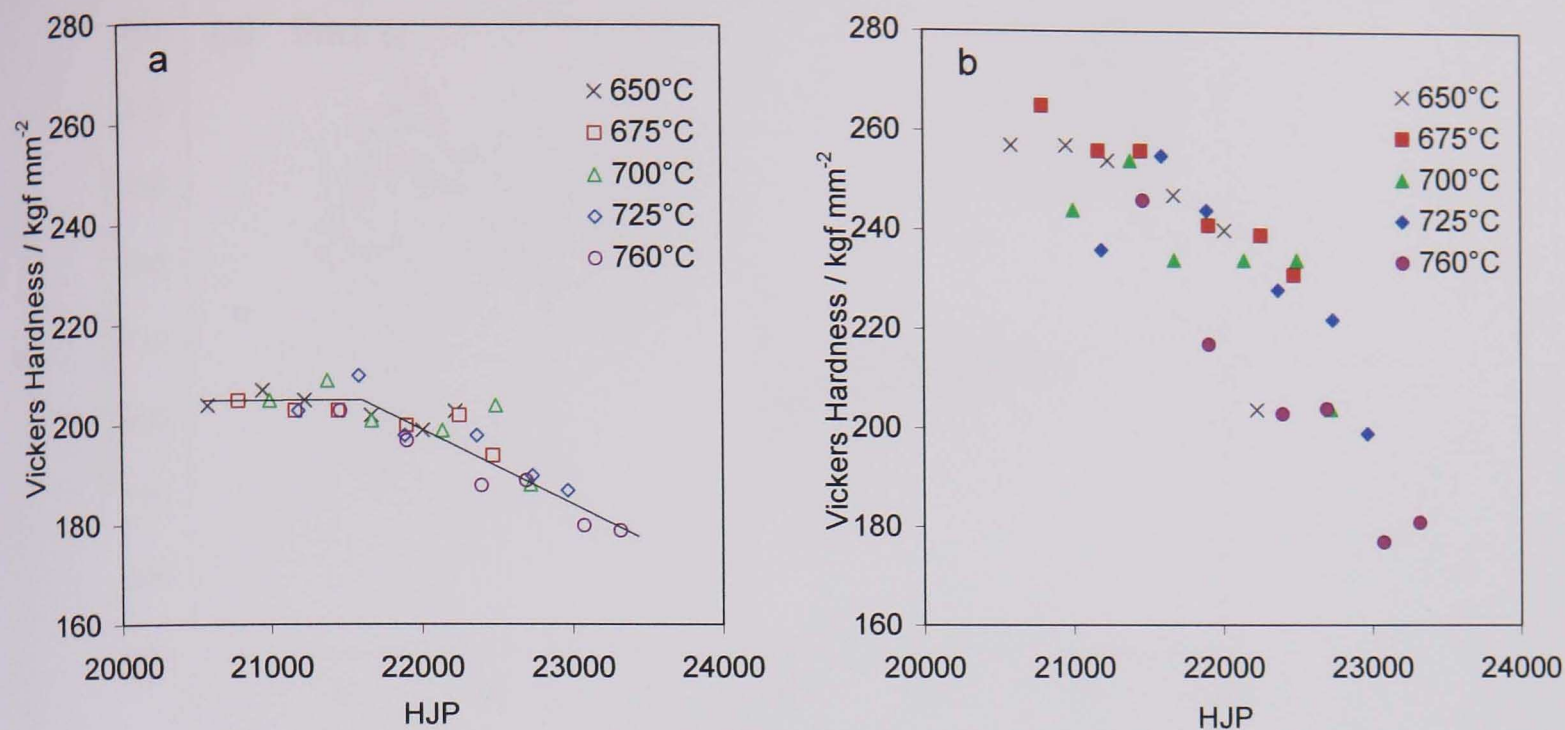 a
280
260
240
220
200
180
160
20000 21000 22000 23000 24000
Vickers Hardness / kgf mm⁻²
HJP
× 650°C
□ 675°C
△ 700°C
◇ 725°C
○ 760°C
b
280
260
240
220
200
180
160
20000 21000 22000 23000 24000
Vickers Hardness / kgf mm⁻²
HJP
× 650°C
■ 675°C
▲ 700°C
◆ 725°C
● 760°C